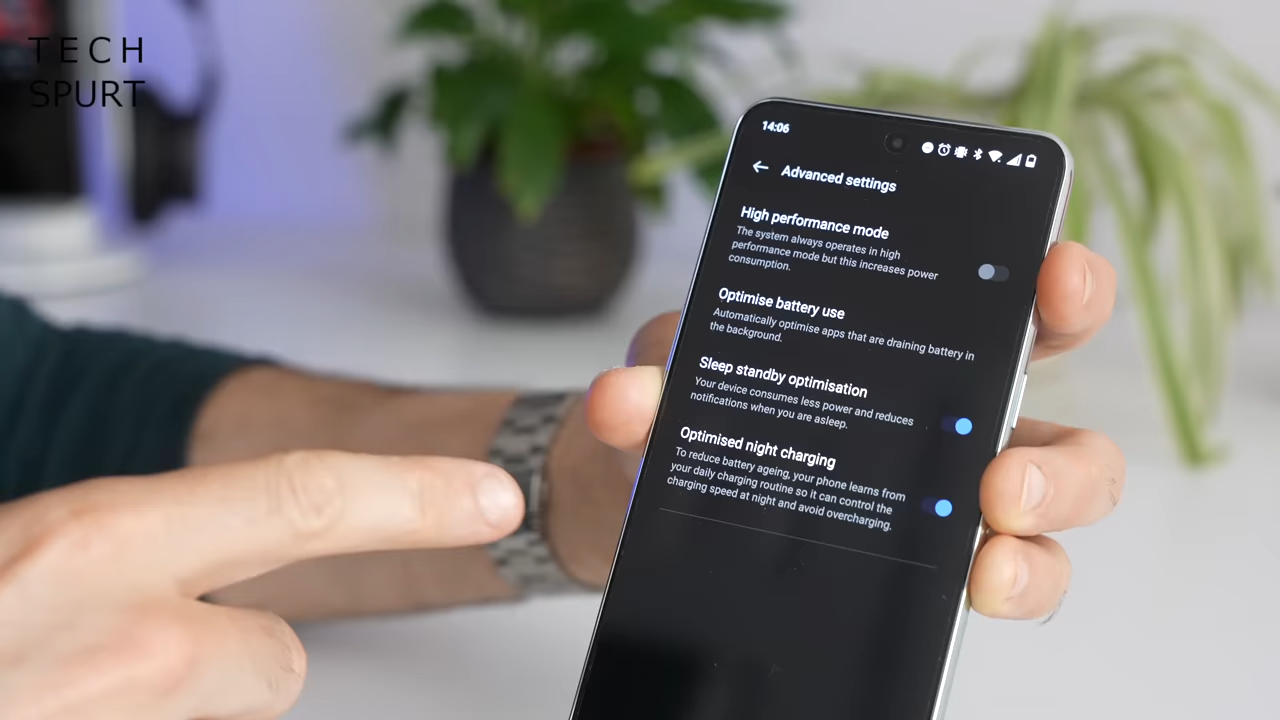 TECH
SPURT
14:06
Advanced settings
High performance mode
The system always operates in high
performance mode but this increases power
consumption.
Optimise battery use
Automatically optimise apps that are draining battery in
the background.
Sleep standby optimisation
Your device consumes less power and reduces
notifications when you are asleep.
Optimised night charging
To reduce battery ageing, your phone learns from
your daily charging routine so it can control the
charging speed at night and avoid overcharging.